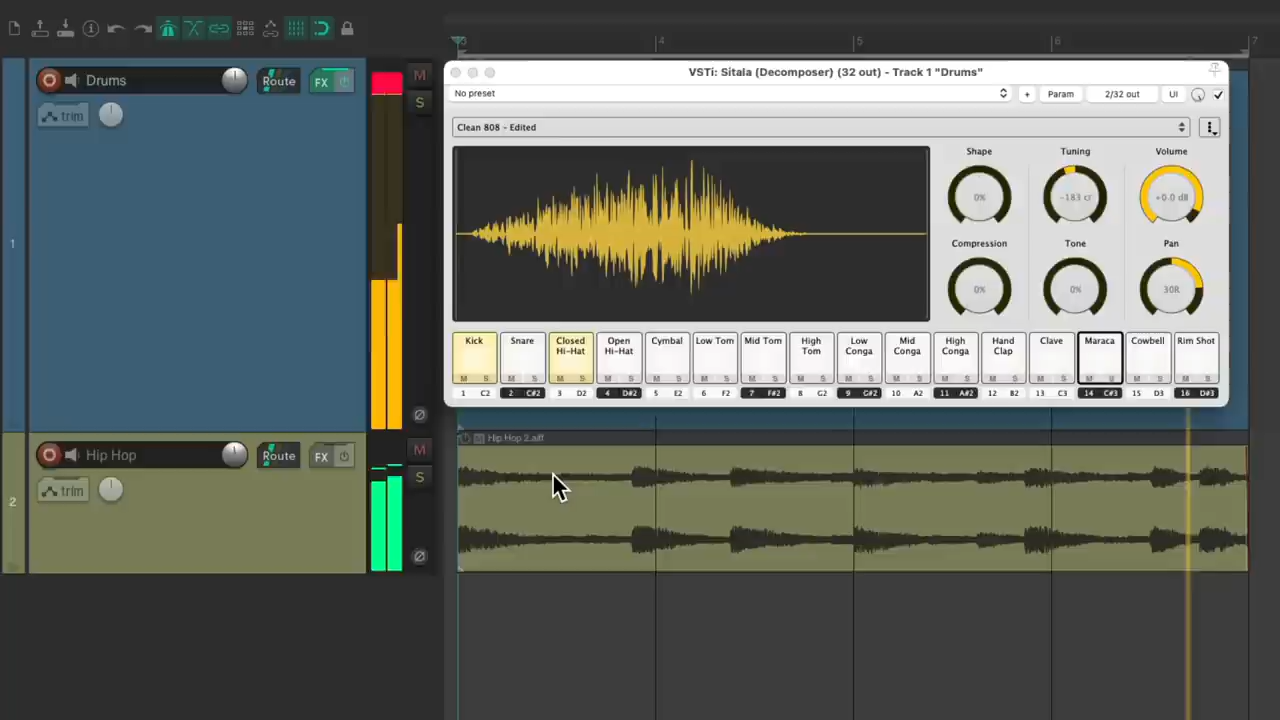 3 4 5 6 7
1
Drums
Route
FX
M
S
trim
VSTi: Sitala (Decomposer) (32 out) - Track 1 "Drums"
No preset
+
Param
2/32 out
UI
Clean 808 - Edited
Shape Tuning Volume
0% -183 cr +0.0 dB
Compression Tone Pan
0% 0% 30R
Kick Snare Closed Hi-Hat Open Hi-Hat Cymbal Low Tom Mid Tom High Tom Low Conga Mid Conga High Conga Hand Clap Clave Maraca Cowbell Rim Shot
M S M S M S M S M S M S M S M S M S M S M S M S M S M S M S M S
1 C2 2 C#2 3 D2 4 D#2 5 E2 6 F2 7 F#2 8 G2 9 G#2 10 A2 11 A#2 12 B2 13 C3 14 C#3 15 D3 16 D#3
2
Hip Hop
Route
FX
M
S
trim
Hip Hop 2.aiff